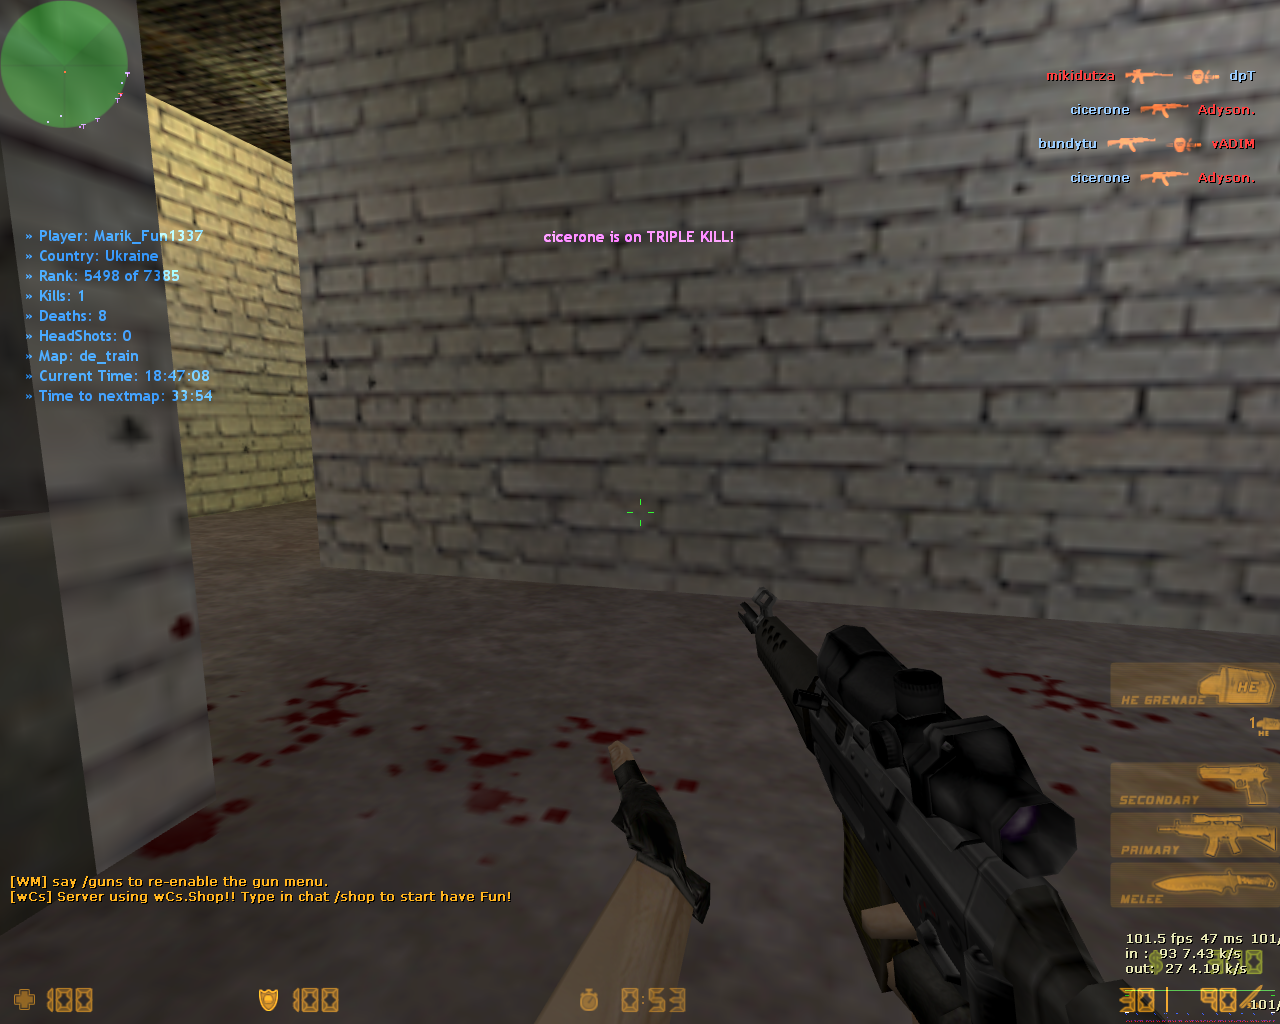 mikidutza dpT
cicerone Adyson.
bundytu vADIM
cicerone Adyson.
» Player: Marik_Fun1337
» Country: Ukraine
» Rank: 5498 of 7385
» Kills: 1
» Deaths: 8
» HeadShots: 0
» Map: de_train
» Current Time: 18:47:08
» Time to nextmap: 33:54
cicerone is on TRIPLE KILL!
HE GRENADE HE
1 HE
SECONDARY
PRIMARY
MELEE
[WM] say /guns to re-enable the gun menu.
[wCs] Server using wCs.Shop!! Type in chat /shop to start have Fun!
101.5 fps 47 ms 101/
in : 93 7.43 k/s
out: 27 4.19 k/s
100 100 0:53 30 90
101/